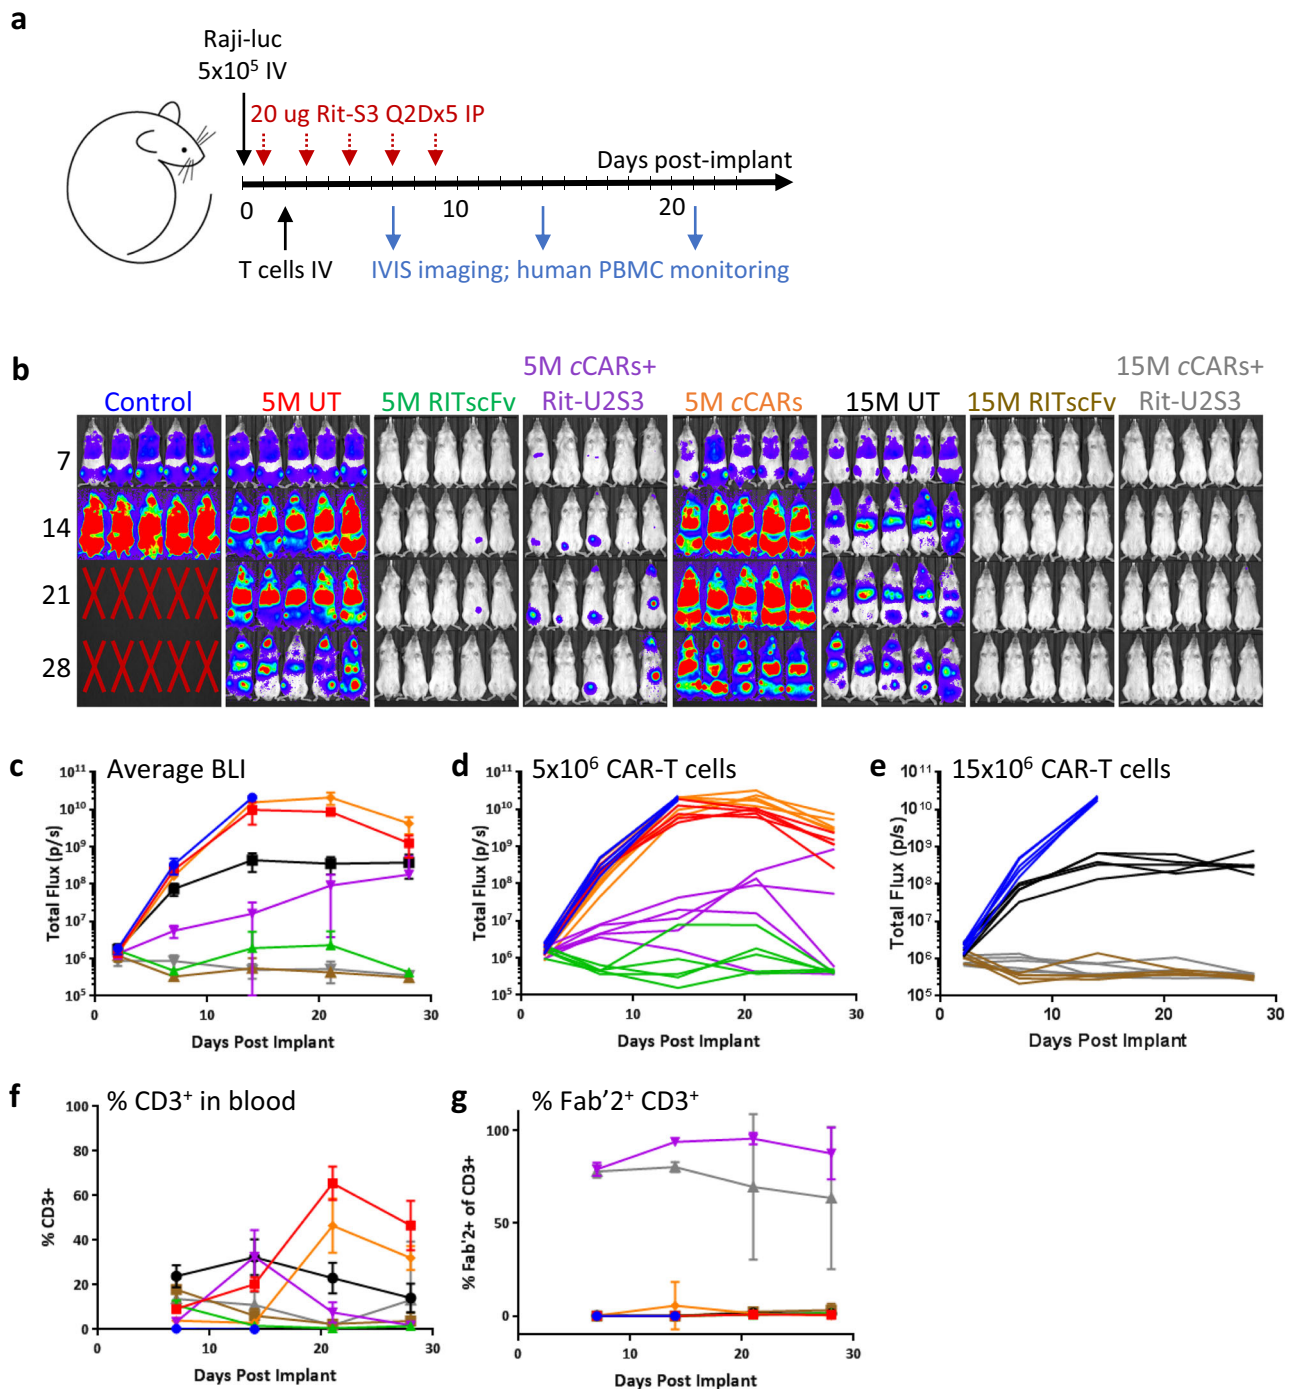 a
Raji-luc
5x10⁵ IV
20 ug Rit-S3 Q2Dx5 IP
Days post-implant
0
10
20
T cells IV
IVIS imaging; human PBMC monitoring
b
Control
5M UT
5M RITscFv
5M cCARs+
Rit-U2S3
5M cCARs
15M UT
15M RITscFv
15M cCARs+
Rit-U2S3
7
14
21
28
c
Average BLI
10¹¹
10¹⁰
10⁹
10⁸
10⁷
10⁶
10⁵
Total Flux (p/s)
0
10
20
30
Days Post Implant
d
5x10⁶ CAR-T cells
10¹¹
10¹⁰
10⁹
10⁸
10⁷
10⁶
10⁵
Total Flux (p/s)
0
10
20
30
Days Post Implant
e
15x10⁶ CAR-T cells
10¹¹
10¹⁰
10⁹
10⁸
10⁷
10⁶
10⁵
Total Flux (p/s)
0
10
20
30
Days Post Implant
f
% CD3⁺ in blood
100
80
60
40
20
0
% CD3+
0
10
20
30
Days Post Implant
g
% Fab'2⁺ CD3⁺
100
50
0
% Fab'2+ of CD3+
0
10
20
30
Days Post Implant